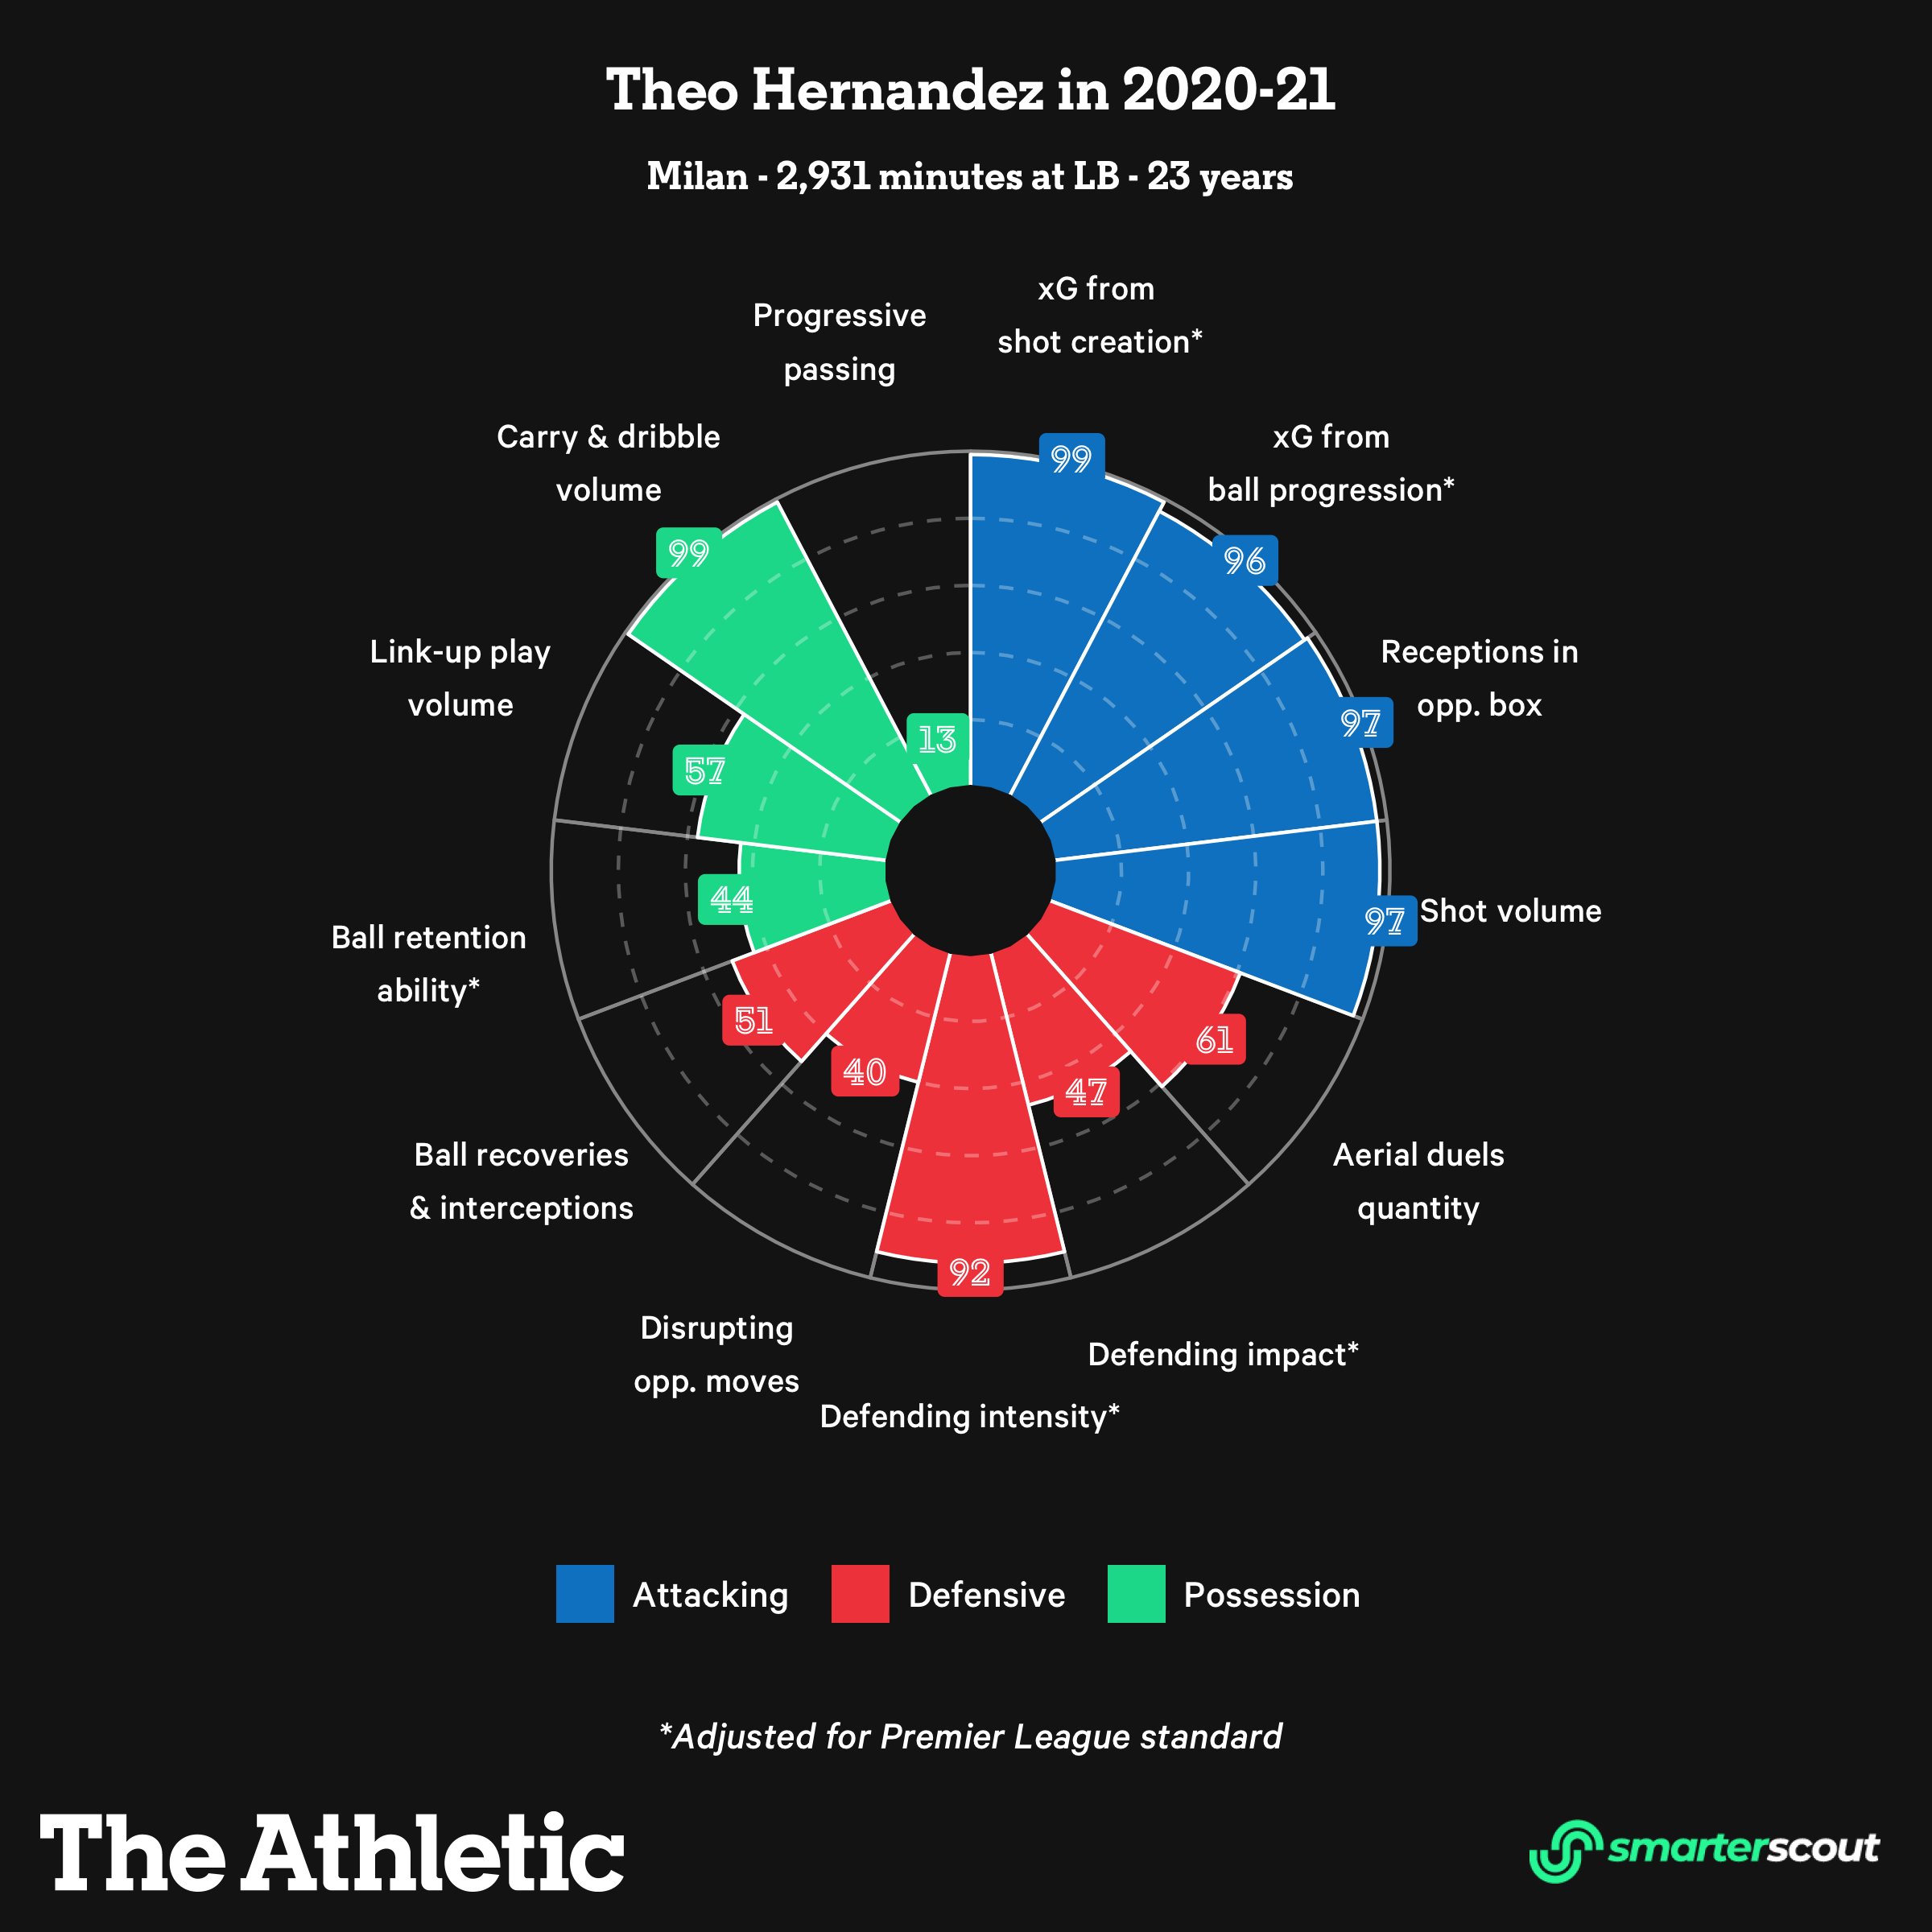 Theo Hernandez in 2020-21
Milan - 2,931 minutes at LB - 23 years
xG from
shot creation*
99
xG from
ball progression*
96
Receptions in
opp. box
97
Shot volume
97
Aerial duels
quantity
61
Defending impact*
47
Defending intensity*
92
Disrupting
opp. moves
40
Ball recoveries
& interceptions
51
Ball retention
ability*
44
Link-up play
volume
57
Carry & dribble
volume
99
Progressive
passing
13
Attacking
Defensive
Possession
*Adjusted for Premier League standard
The Athletic
smarterscout